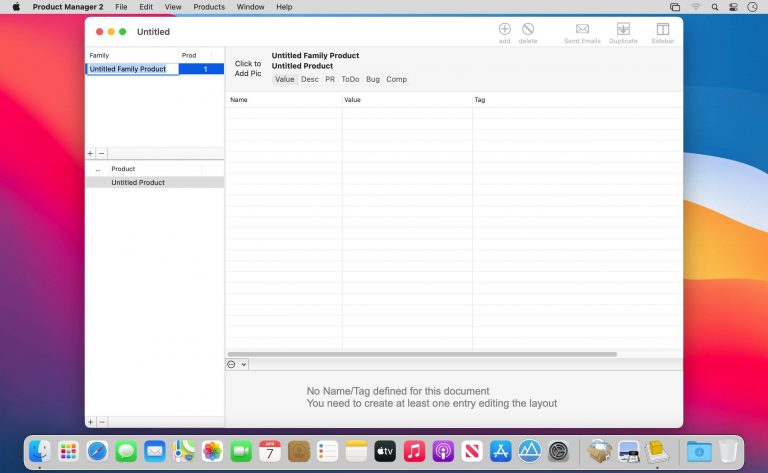 Product Manager 2 File Edit View Products Window Help
Untitled
add delete Send Emails Duplicate Sidebar
Family Prod
Untitled Family Product 1
Click to
Add Pic
Untitled Family Product
Untitled Product
Value Desc PR ToDo Bug Comp
Name Value Tag
.. Product
Untitled Product
No Name/Tag defined for this document
You need to create at least one entry editing the layout
APR
7
tv